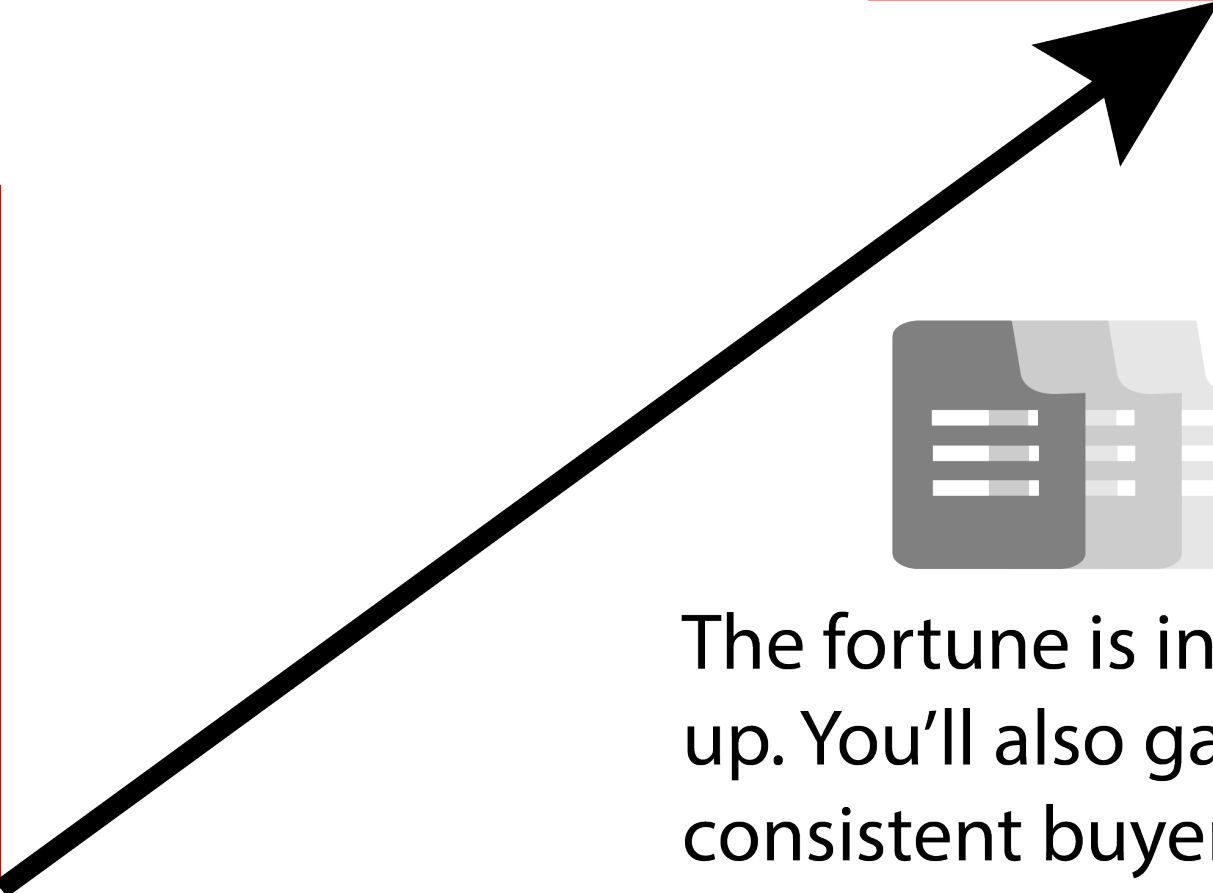 The fortune is in
up. You’ll also ga
consistent buyer